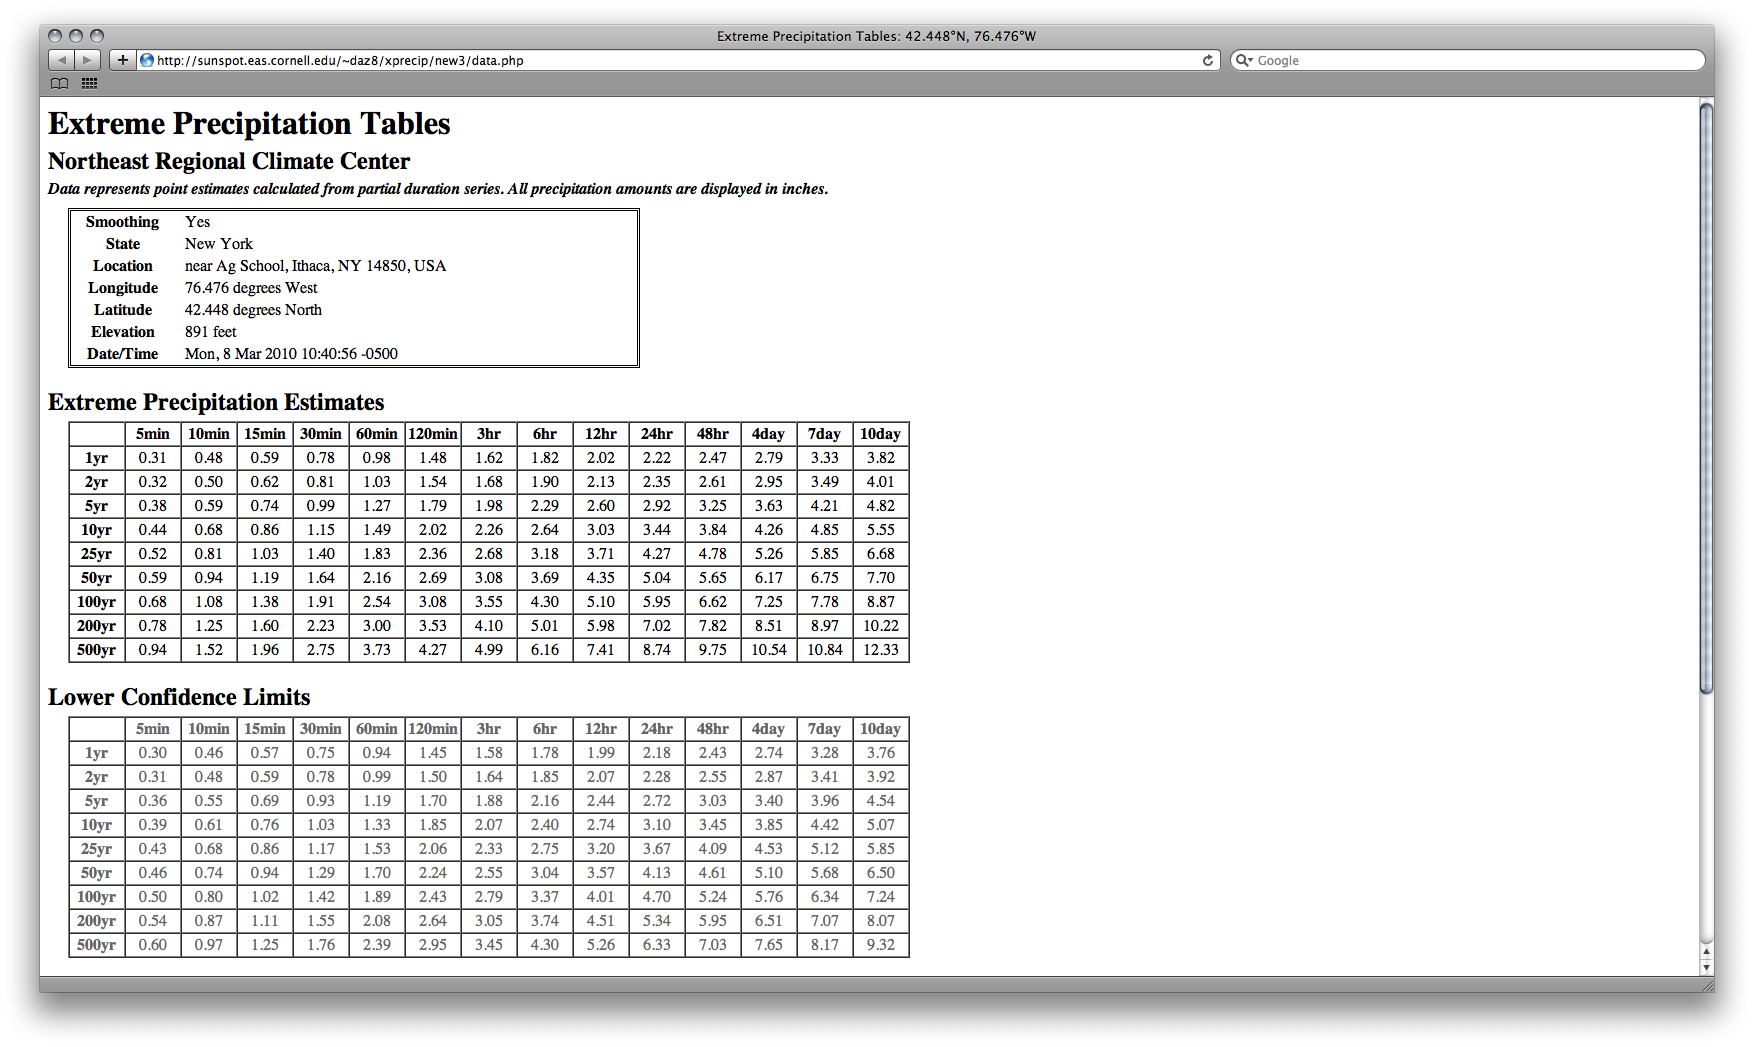 Extreme Precipitation Tables: 42.448°N, 76.476°W
http://sunspot.eas.cornell.edu/~daz8/xprecip/new3/data.php Google
Extreme Precipitation Tables
Northeast Regional Climate Center
Data represents point estimates calculated from partial duration series. All precipitation amounts are displayed in inches.
Smoothing Yes
State New York
Location near Ag School, Ithaca, NY 14850, USA
Longitude 76.476 degrees West
Latitude 42.448 degrees North
Elevation 891 feet
Date/Time Mon, 8 Mar 2010 10:40:56 -0500
Extreme Precipitation Estimates
5min 10min 15min 30min 60min 120min 3hr 6hr 12hr 24hr 48hr 4day 7day 10day
1yr 0.31 0.48 0.59 0.78 0.98 1.48 1.62 1.82 2.02 2.22 2.47 2.79 3.33 3.82
2yr 0.32 0.50 0.62 0.81 1.03 1.54 1.68 1.90 2.13 2.35 2.61 2.95 3.49 4.01
5yr 0.38 0.59 0.74 0.99 1.27 1.79 1.98 2.29 2.60 2.92 3.25 3.63 4.21 4.82
10yr 0.44 0.68 0.86 1.15 1.49 2.02 2.26 2.64 3.03 3.44 3.84 4.26 4.85 5.55
25yr 0.52 0.81 1.03 1.40 1.83 2.36 2.68 3.18 3.71 4.27 4.78 5.26 5.85 6.68
50yr 0.59 0.94 1.19 1.64 2.16 2.69 3.08 3.69 4.35 5.04 5.65 6.17 6.75 7.70
100yr 0.68 1.08 1.38 1.91 2.54 3.08 3.55 4.30 5.10 5.95 6.62 7.25 7.78 8.87
200yr 0.78 1.25 1.60 2.23 3.00 3.53 4.10 5.01 5.98 7.02 7.82 8.51 8.97 10.22
500yr 0.94 1.52 1.96 2.75 3.73 4.27 4.99 6.16 7.41 8.74 9.75 10.54 10.84 12.33
Lower Confidence Limits
5min 10min 15min 30min 60min 120min 3hr 6hr 12hr 24hr 48hr 4day 7day 10day
1yr 0.30 0.46 0.57 0.75 0.94 1.45 1.58 1.78 1.99 2.18 2.43 2.74 3.28 3.76
2yr 0.31 0.48 0.59 0.78 0.99 1.50 1.64 1.85 2.07 2.28 2.55 2.87 3.41 3.92
5yr 0.36 0.55 0.69 0.93 1.19 1.70 1.88 2.16 2.44 2.72 3.03 3.40 3.96 4.54
10yr 0.39 0.61 0.76 1.03 1.33 1.85 2.07 2.40 2.74 3.10 3.45 3.85 4.42 5.07
25yr 0.43 0.68 0.86 1.17 1.53 2.06 2.33 2.75 3.20 3.67 4.09 4.53 5.12 5.85
50yr 0.46 0.74 0.94 1.29 1.70 2.24 2.55 3.04 3.57 4.13 4.61 5.10 5.68 6.50
100yr 0.50 0.80 1.02 1.42 1.89 2.43 2.79 3.37 4.01 4.70 5.24 5.76 6.34 7.24
200yr 0.54 0.87 1.11 1.55 2.08 2.64 3.05 3.74 4.51 5.34 5.95 6.51 7.07 8.07
500yr 0.60 0.97 1.25 1.76 2.39 2.95 3.45 4.30 5.26 6.33 7.03 7.65 8.17 9.32